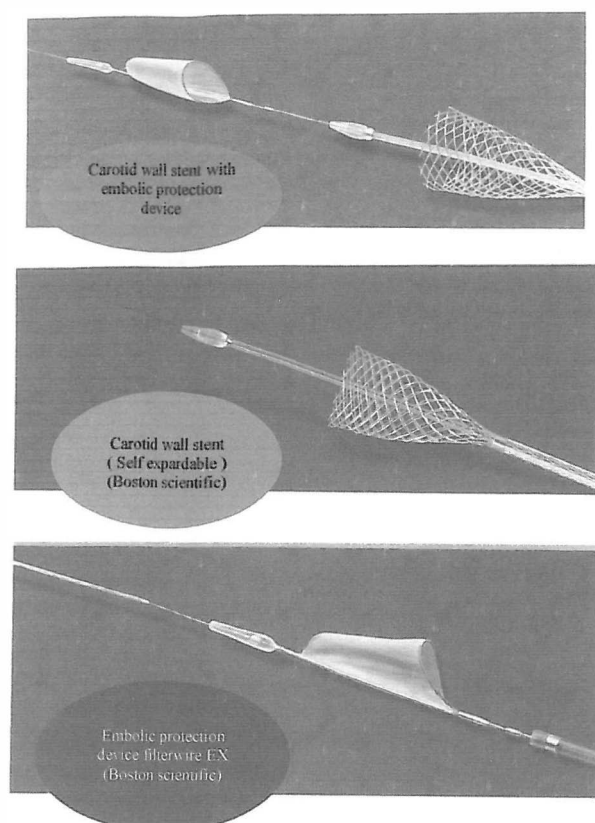 Carotid wall stent with
embolic protection
device
Carotid wall stent
( Self expardable )
(Boston scientific)
Embolic protection
device filterwire EX
(Boston scientific)